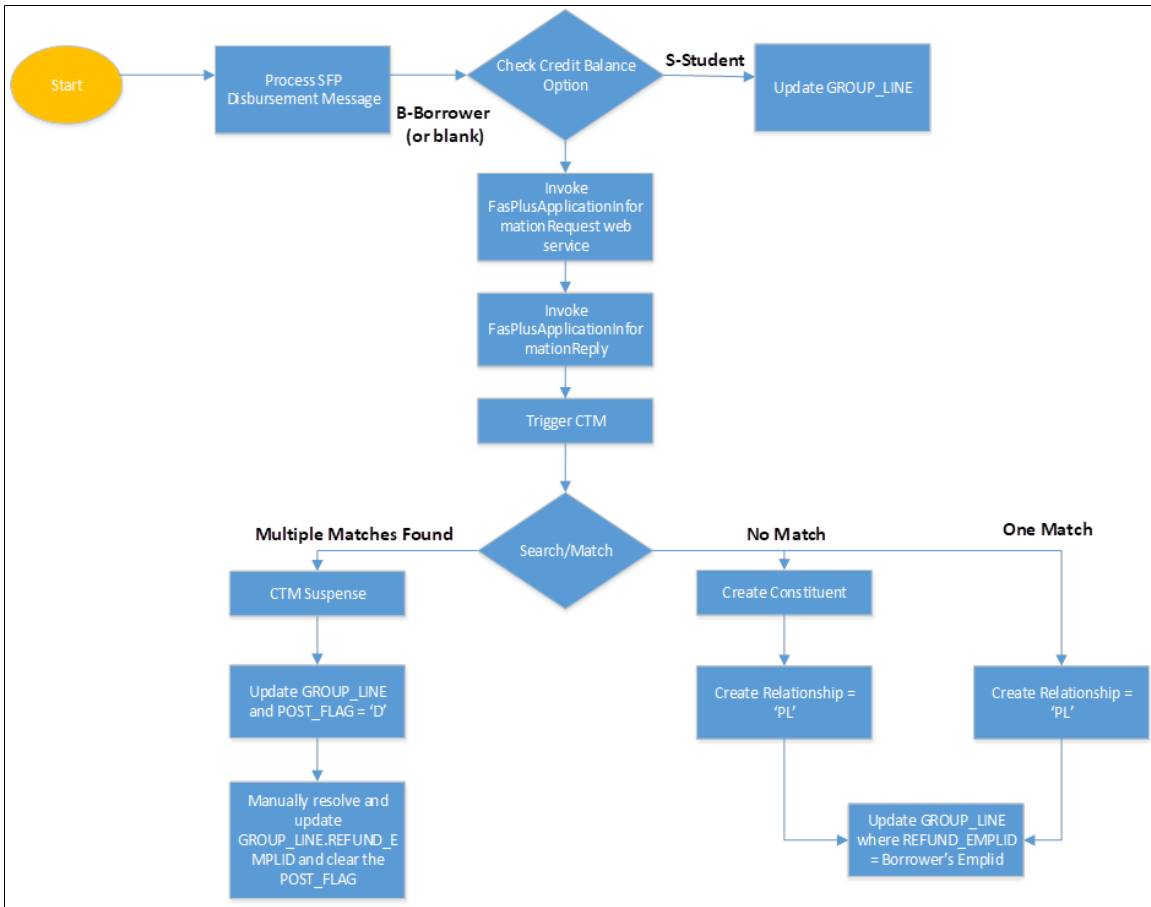 Start
Process SFP
Disbursement Message
Check Credit Balance
Option
S-Student
Update GROUP_LINE
B-Borrower
(or blank)
Invoke
FasPlusApplicationInfor
mationRequest web
service
Invoke
FasPlusApplicationInfor
mationReply
Trigger CTM
Search/Match
Multiple Matches Found
No Match
One Match
CTM Suspense
Create Constituent
Update GROUP_LINE
and POST_FLAG = ‘D’
Create Relationship =
‘PL’
Create Relationship =
‘PL’
Manually resolve and
update
GROUP_LINE.REFUND_E
MPLID and clear the
POST_FLAG
Update GROUP_LINE
where REFUND_EMPLID
= Borrower’s Emplid